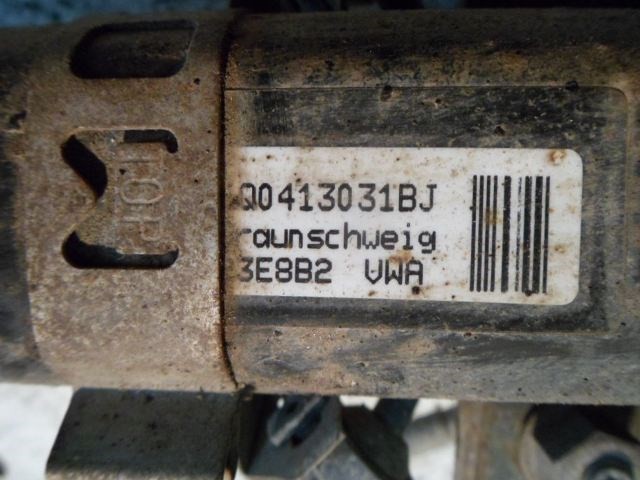 TOP
Q0413031BJ
raunschweig
3E8B2 VWA